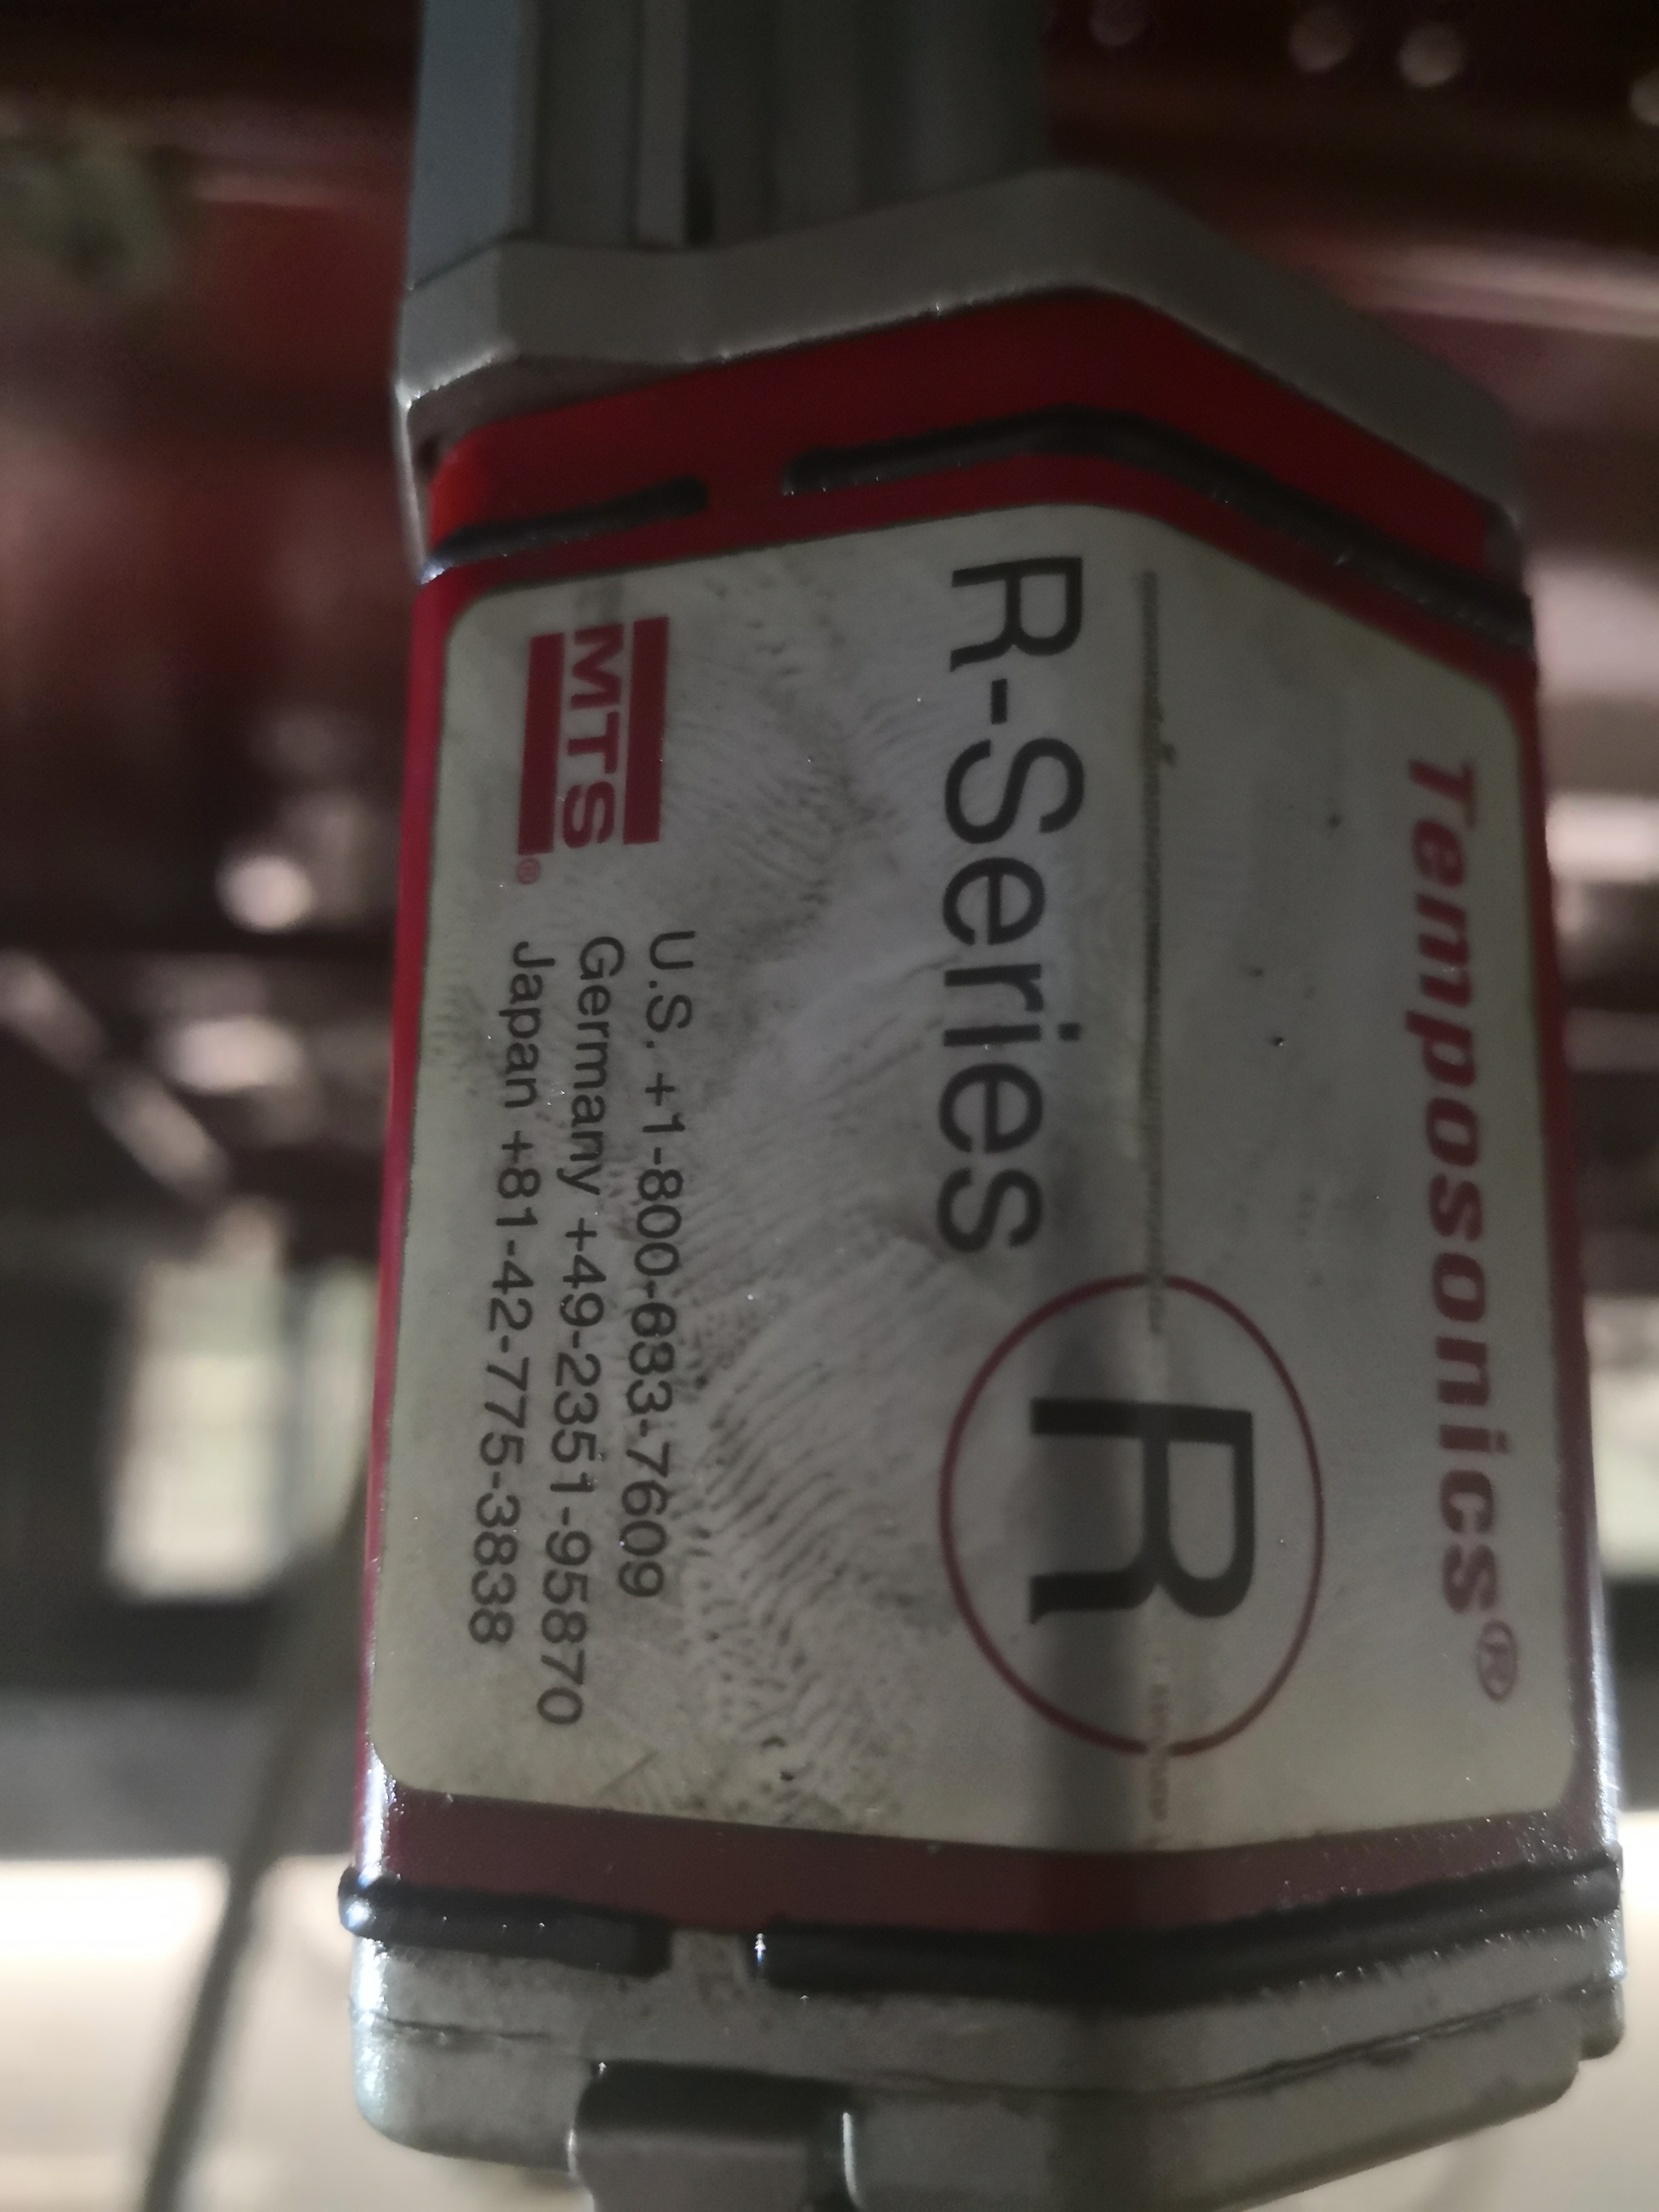 Temposonics®
R-Series
R
MTS®
U.S. +1-800-633-7609
Germany +49-2351-95870
Japan +81-42-775-3838